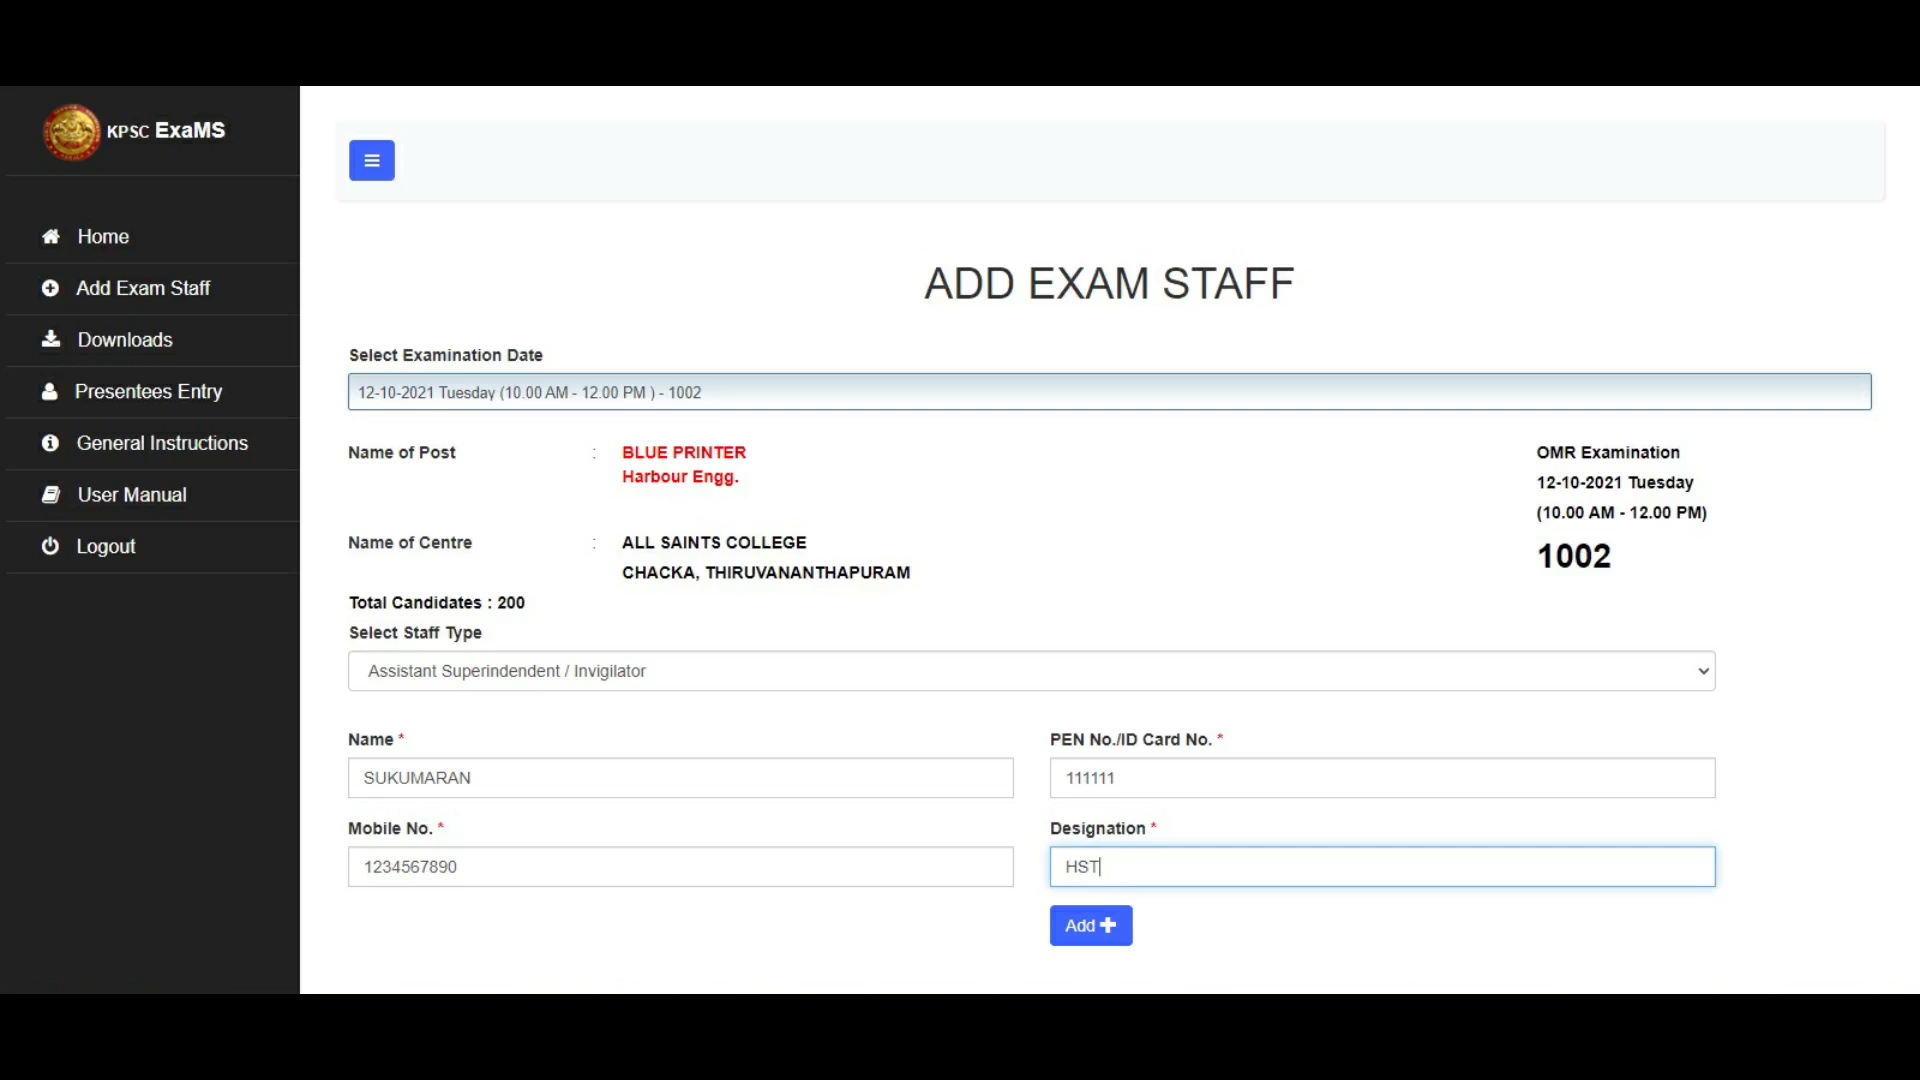 KPSC ExaMS
Home
Add Exam Staff
Downloads
Presentees Entry
General Instructions
User Manual
Logout
ADD EXAM STAFF
Select Examination Date
12-10-2021 Tuesday (10.00 AM - 12.00 PM ) - 1002
Name of Post : BLUE PRINTER
Harbour Engg.
OMR Examination
12-10-2021 Tuesday
(10.00 AM - 12.00 PM)
1002
Name of Centre : ALL SAINTS COLLEGE
CHACKA, THIRUVANANTHAPURAM
Total Candidates : 200
Select Staff Type
Assistant Superindendent / Invigilator
Name *
SUKUMARAN
PEN No./ID Card No. *
111111
Mobile No. *
1234567890
Designation *
HST
Add